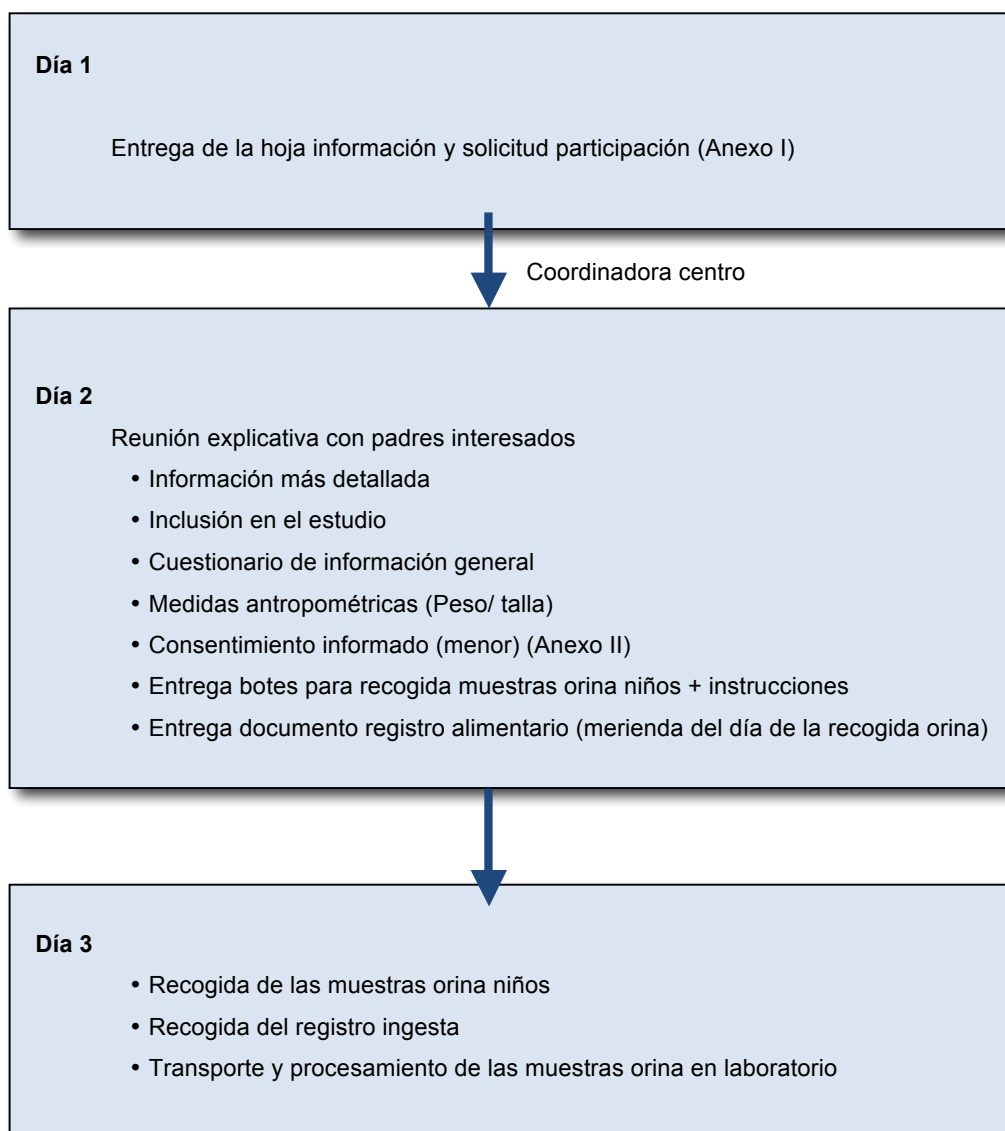 Día 1
Entrega de la hoja información y solicitud participación (Anexo I)
Coordinadora centro
Día 2
Reunión explicativa con padres interesados
• Información más detallada
• Inclusión en el estudio
• Cuestionario de información general
• Medidas antropométricas (Peso/ talla)
• Consentimiento informado (menor) (Anexo II)
• Entrega botes para recogida muestras orina niños + instrucciones
• Entrega documento registro alimentario (merienda del día de la recogida orina)
Día 3
• Recogida de las muestras orina niños
• Recogida del registro ingesta
• Transporte y procesamiento de las muestras orina en laboratorio